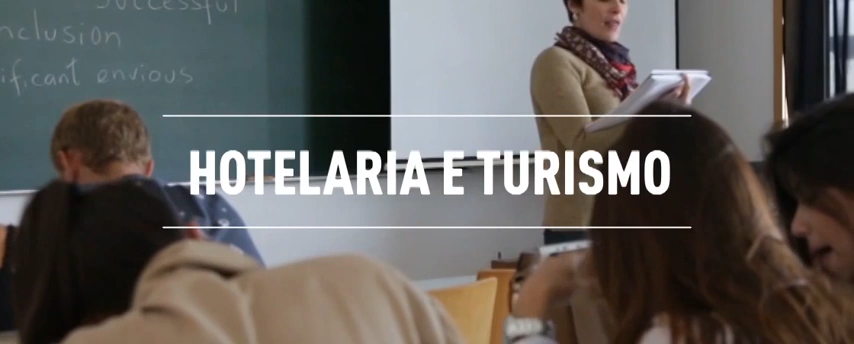 successful
nclusion
ificant envious
HOTELARIA E TURISMO